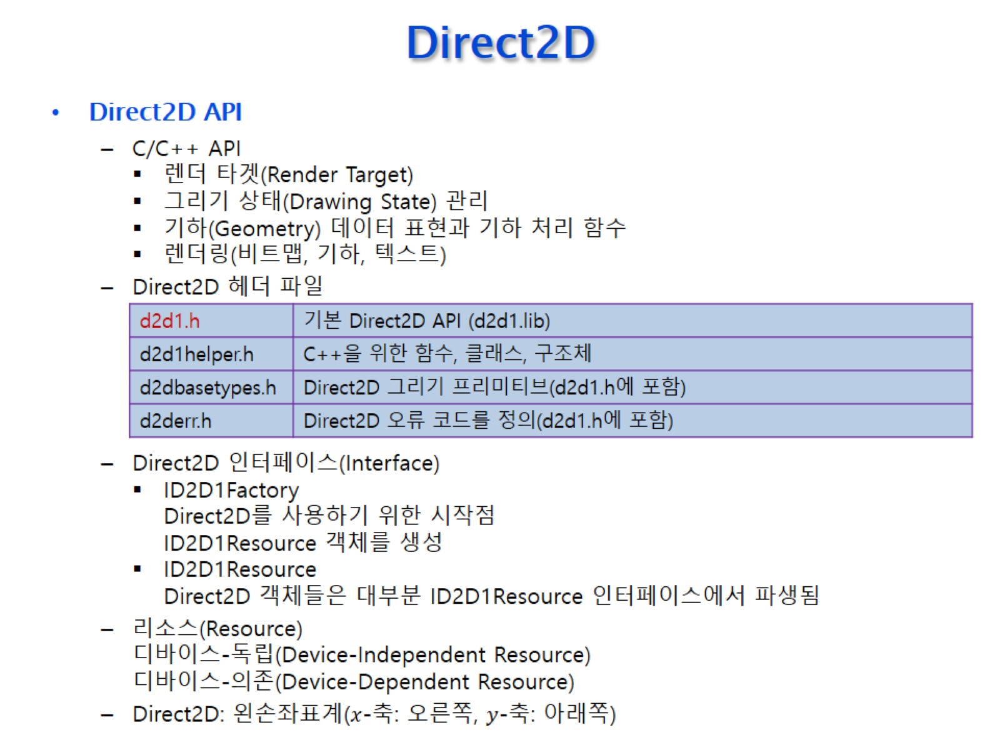 Direct2D
• Direct2D API
– C/C++ API
▪ 렌더 타겟(Render Target)
▪ 그리기 상태(Drawing State) 관리
▪ 기하(Geometry) 데이터 표현과 기하 처리 함수
▪ 렌더링(비트맵, 기하, 텍스트)
– Direct2D 헤더 파일
d2d1.h 기본 Direct2D API (d2d1.lib)
d2d1helper.h C++을 위한 함수, 클래스, 구조체
d2dbasetypes.h Direct2D 그리기 프리미티브(d2d1.h에 포함)
d2derr.h Direct2D 오류 코드를 정의(d2d1.h에 포함)
– Direct2D 인터페이스(Interface)
▪ ID2D1Factory
Direct2D를 사용하기 위한 시작점
ID2D1Resource 객체를 생성
▪ ID2D1Resource
Direct2D 객체들은 대부분 ID2D1Resource 인터페이스에서 파생됨
– 리소스(Resource)
디바이스-독립(Device-Independent Resource)
디바이스-의존(Device-Dependent Resource)
– Direct2D: 왼손좌표계(x-축: 오른쪽, y-축: 아래쪽)